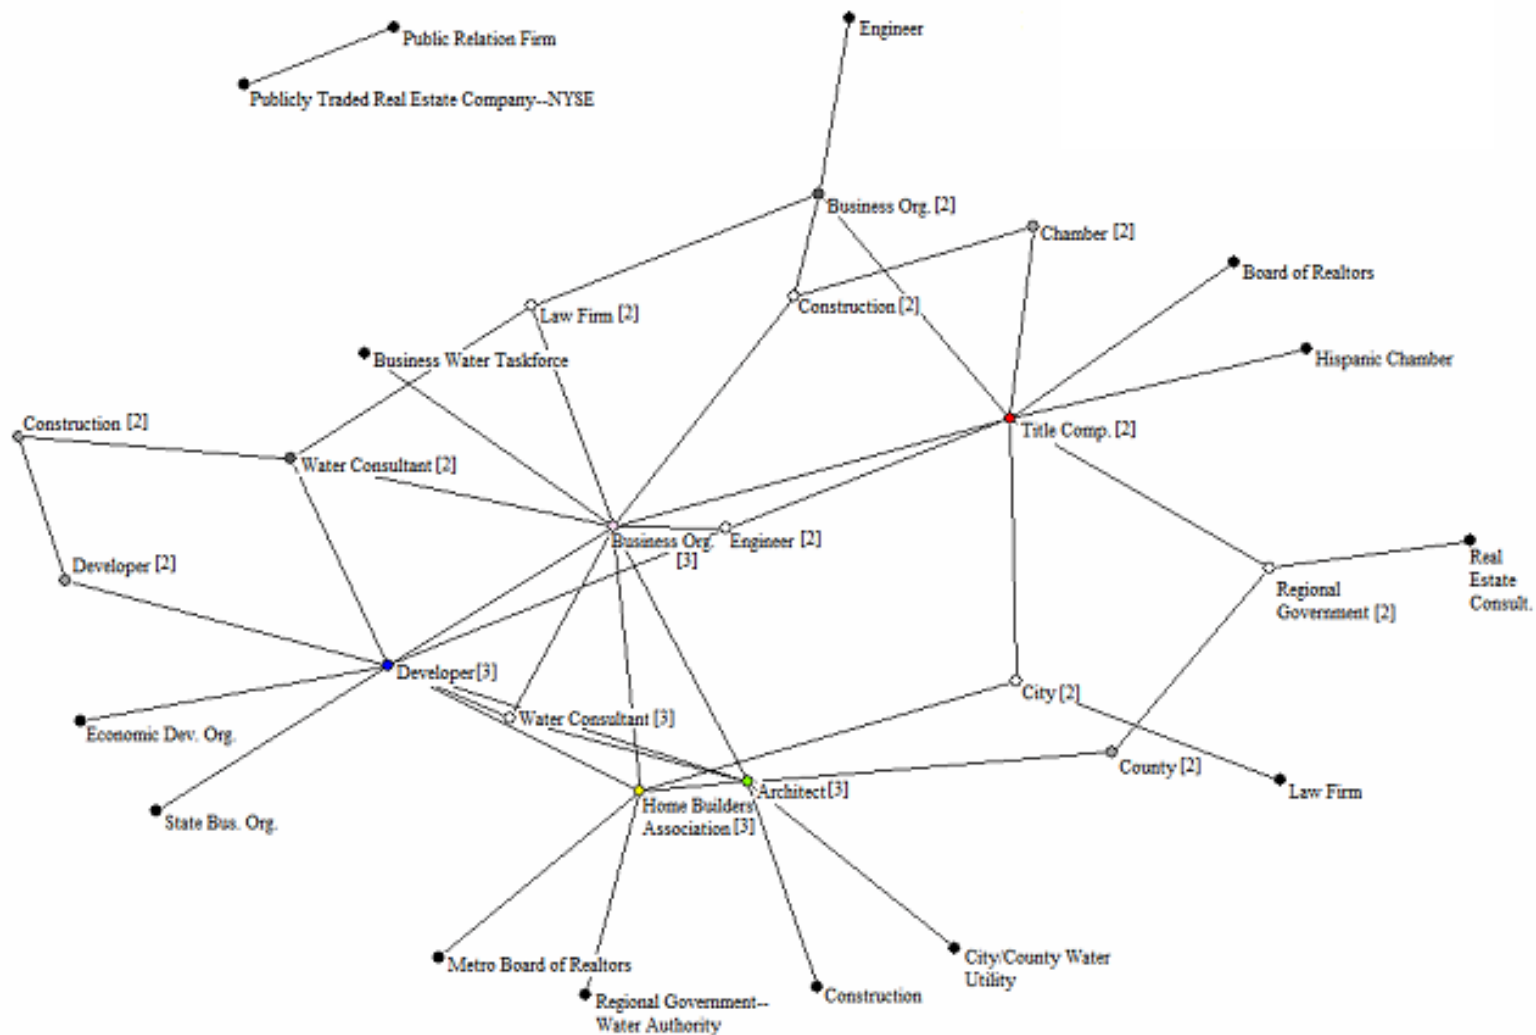 Engineer
Public Relation Firm
Publicly Traded Real Estate Company--NYSE
Business Org. [2]
Chamber [2]
Board of Realtors
Construction [2]
Law Firm [2]
Business Water Taskforce
Hispanic Chamber
Construction [2]
Title Comp. [2]
Water Consultant [2]
Business Org.
[3]
Engineer [2]
Developer [2]
Real
Estate
Consult.
Regional
Government [2]
Developer [3]
City [2]
Water Consultant [3]
Economic Dev. Org.
County [2]
Architect [3]
Law Firm
Home Builders
Association [3]
State Bus. Org.
City/County Water
Utility
Metro Board of Realtors
Construction
Regional Government--
Water Authority